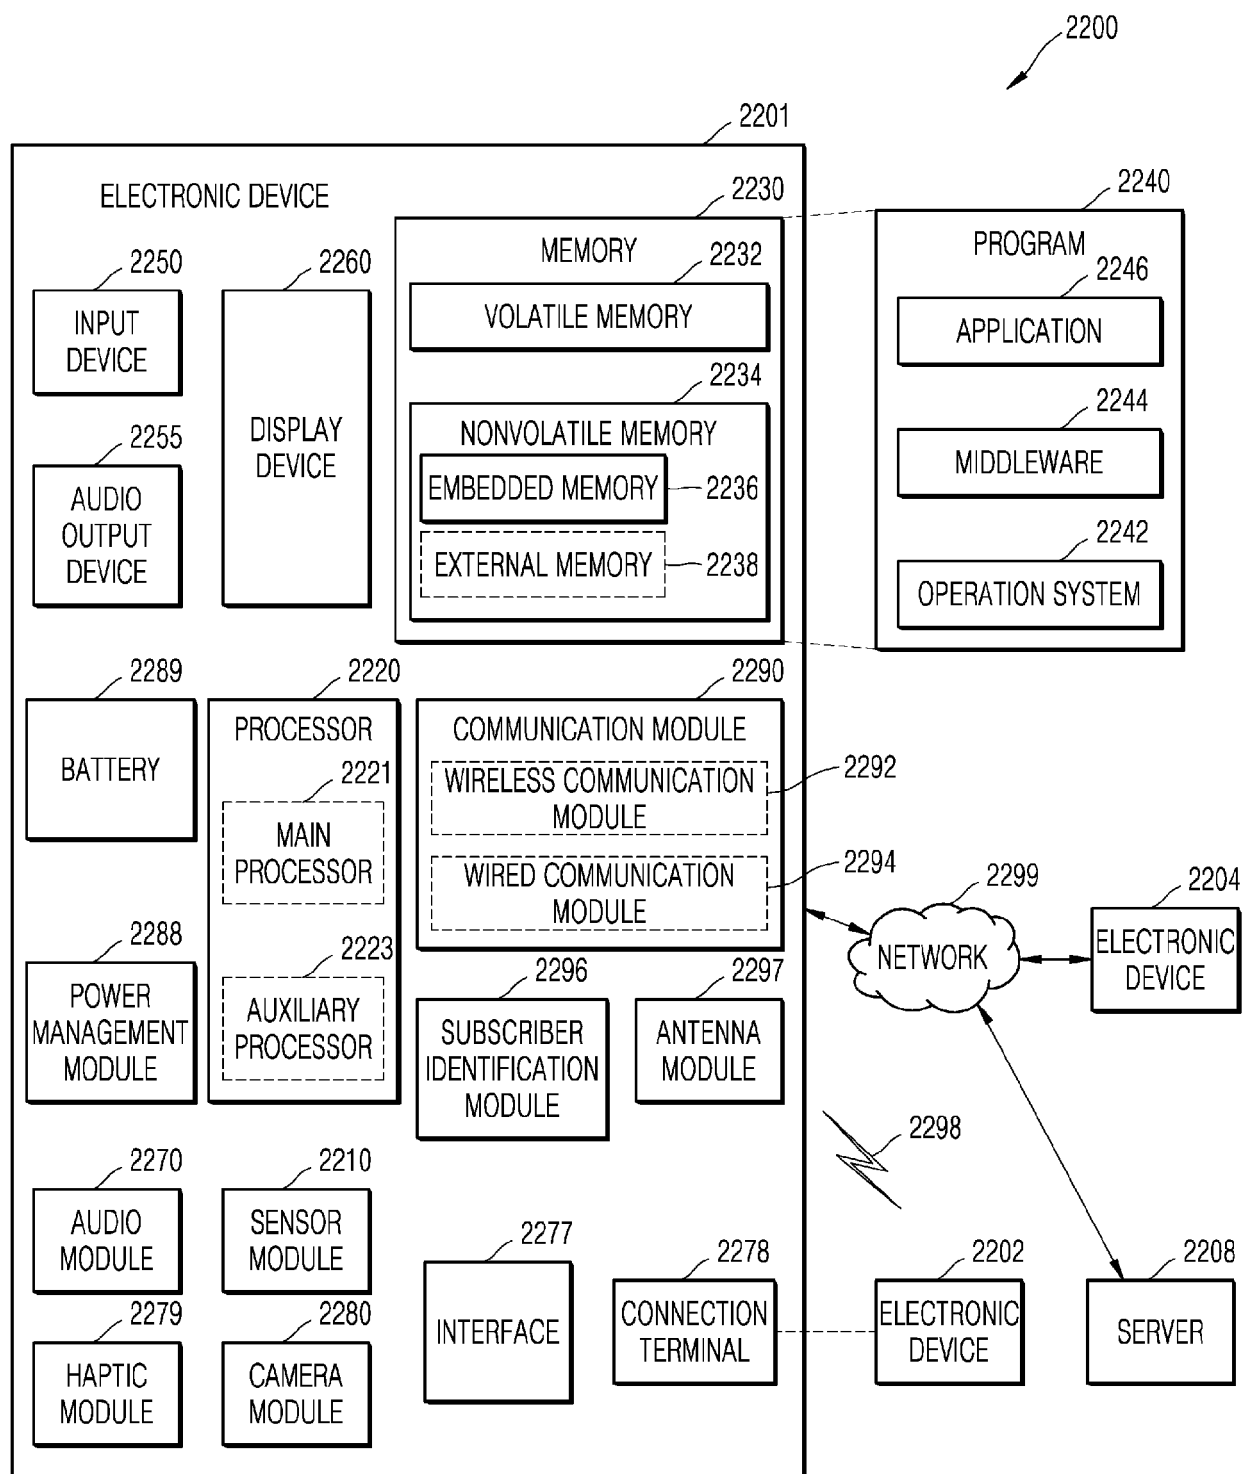 2200
2201
ELECTRONIC DEVICE
2230
MEMORY
2232
VOLATILE MEMORY
2234
NONVOLATILE MEMORY
EMBEDDED MEMORY
2236
EXTERNAL MEMORY
2238
2240
PROGRAM
2246
APPLICATION
2244
MIDDLEWARE
2242
OPERATION SYSTEM
2250
INPUT
DEVICE
2260
DISPLAY
DEVICE
2255
AUDIO
OUTPUT
DEVICE
2289
BATTERY
2220
PROCESSOR
2221
MAIN
PROCESSOR
2223
AUXILIARY
PROCESSOR
2290
COMMUNICATION MODULE
WIRELESS COMMUNICATION
MODULE
2292
WIRED COMMUNICATION
MODULE
2294
2288
POWER
MANAGEMENT
MODULE
2296
SUBSCRIBER
IDENTIFICATION
MODULE
2297
ANTENNA
MODULE
2299
NETWORK
2204
ELECTRONIC
DEVICE
2298
2270
AUDIO
MODULE
2210
SENSOR
MODULE
2277
INTERFACE
2278
CONNECTION
TERMINAL
2202
ELECTRONIC
DEVICE
2208
SERVER
2279
HAPTIC
MODULE
2280
CAMERA
MODULE